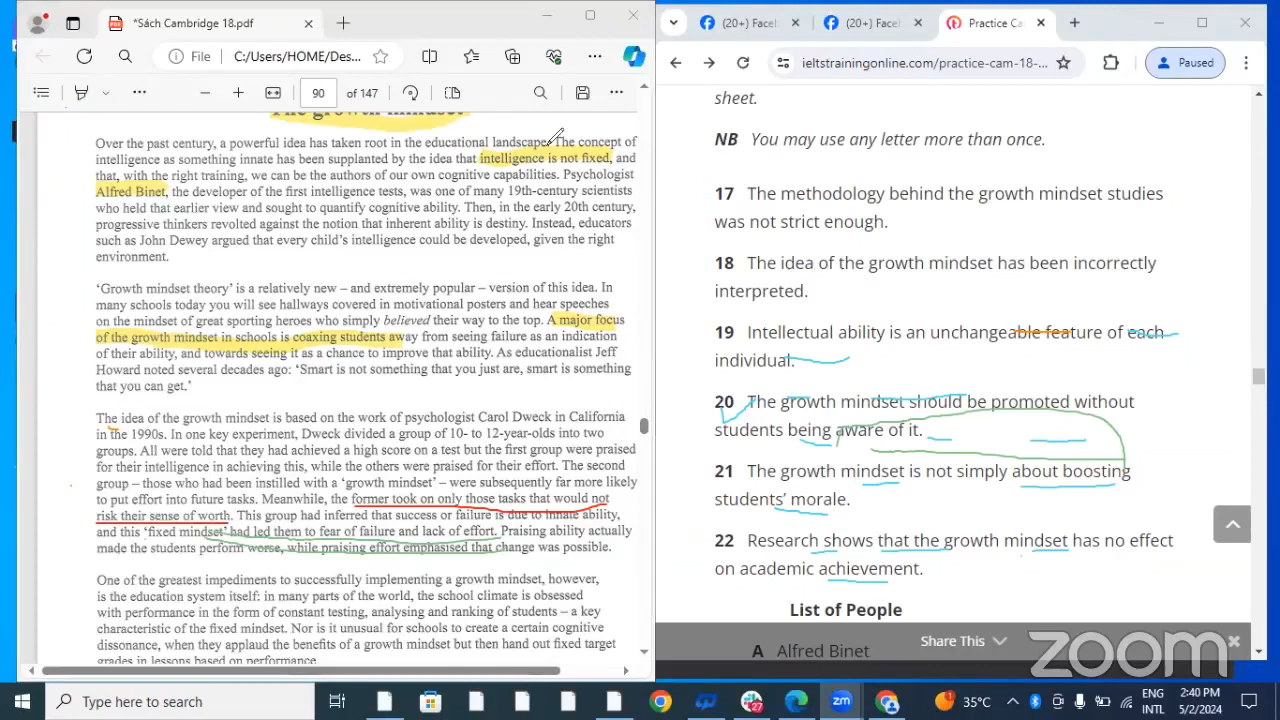 *Sách Cambridge 18.pdf
File
C:/Users/HOME/Des...
90
of 147
The growth mindset
Over the past century, a powerful idea has taken root in the educational landscape. The concept of
intelligence as something innate has been supplanted by the idea that intelligence is not fixed, and
that, with the right training, we can be the authors of our own cognitive capabilities. Psychologist
Alfred Binet, the developer of the first intelligence tests, was one of many 19th-century scientists
who held that earlier view and sought to quantify cognitive ability. Then, in the early 20th century,
progressive thinkers revolted against the notion that inherent ability is destiny. Instead, educators
such as John Dewey argued that every child's intelligence could be developed, given the right
environment.
'Growth mindset theory' is a relatively new – and extremely popular – version of this idea. In
many schools today you will see hallways covered in motivational posters and hear speeches
on the mindset of great sporting heroes who simply believed their way to the top. A major focus
of the growth mindset in schools is coaxing students away from seeing failure as an indication
of their ability, and towards seeing it as a chance to improve that ability. As educationalist Jeff
Howard noted several decades ago: 'Smart is not something that you just are, smart is something
that you can get.'
The idea of the growth mindset is based on the work of psychologist Carol Dweck in California
in the 1990s. In one key experiment, Dweck divided a group of 10- to 12-year-olds into two
groups. All were told that they had achieved a high score on a test but the first group were praised
for their intelligence in achieving this, while the others were praised for their effort. The second
group – those who had been instilled with a 'growth mindset' – were subsequently far more likely
to put effort into future tasks. Meanwhile, the former took on only those tasks that would not
risk their sense of worth. This group had inferred that success or failure is due to innate ability,
and this 'fixed mindset' had led them to fear of failure and lack of effort. Praising ability actually
made the students perform worse, while praising effort emphasised that change was possible.
One of the greatest impediments to successfully implementing a growth mindset, however,
is the education system itself: in many parts of the world, the school climate is obsessed
with performance in the form of constant testing, analysing and ranking of students – a key
characteristic of the fixed mindset. Nor is it unusual for schools to create a certain cognitive
dissonance, when they applaud the benefits of a growth mindset but then hand out fixed target
grades in lessons based on performance.
(20+) Facel
(20+) Facel
Practice Ca
ieltstrainingonline.com/practice-cam-18-...
Paused
sheet.
NB You may use any letter more than once.
17 The methodology behind the growth mindset studies
was not strict enough.
18 The idea of the growth mindset has been incorrectly
interpreted.
19 Intellectual ability is an unchangeable feature of each
individual.
20 The growth mindset should be promoted without
students being aware of it.
21 The growth mindset is not simply about boosting
students' morale.
22 Research shows that the growth mindset has no effect
on academic achievement.
List of People
A Alfred Binet
Share This
zoom
Type here to search
27
zm
35°C
ENG
INTL
2:40 PM
5/2/2024